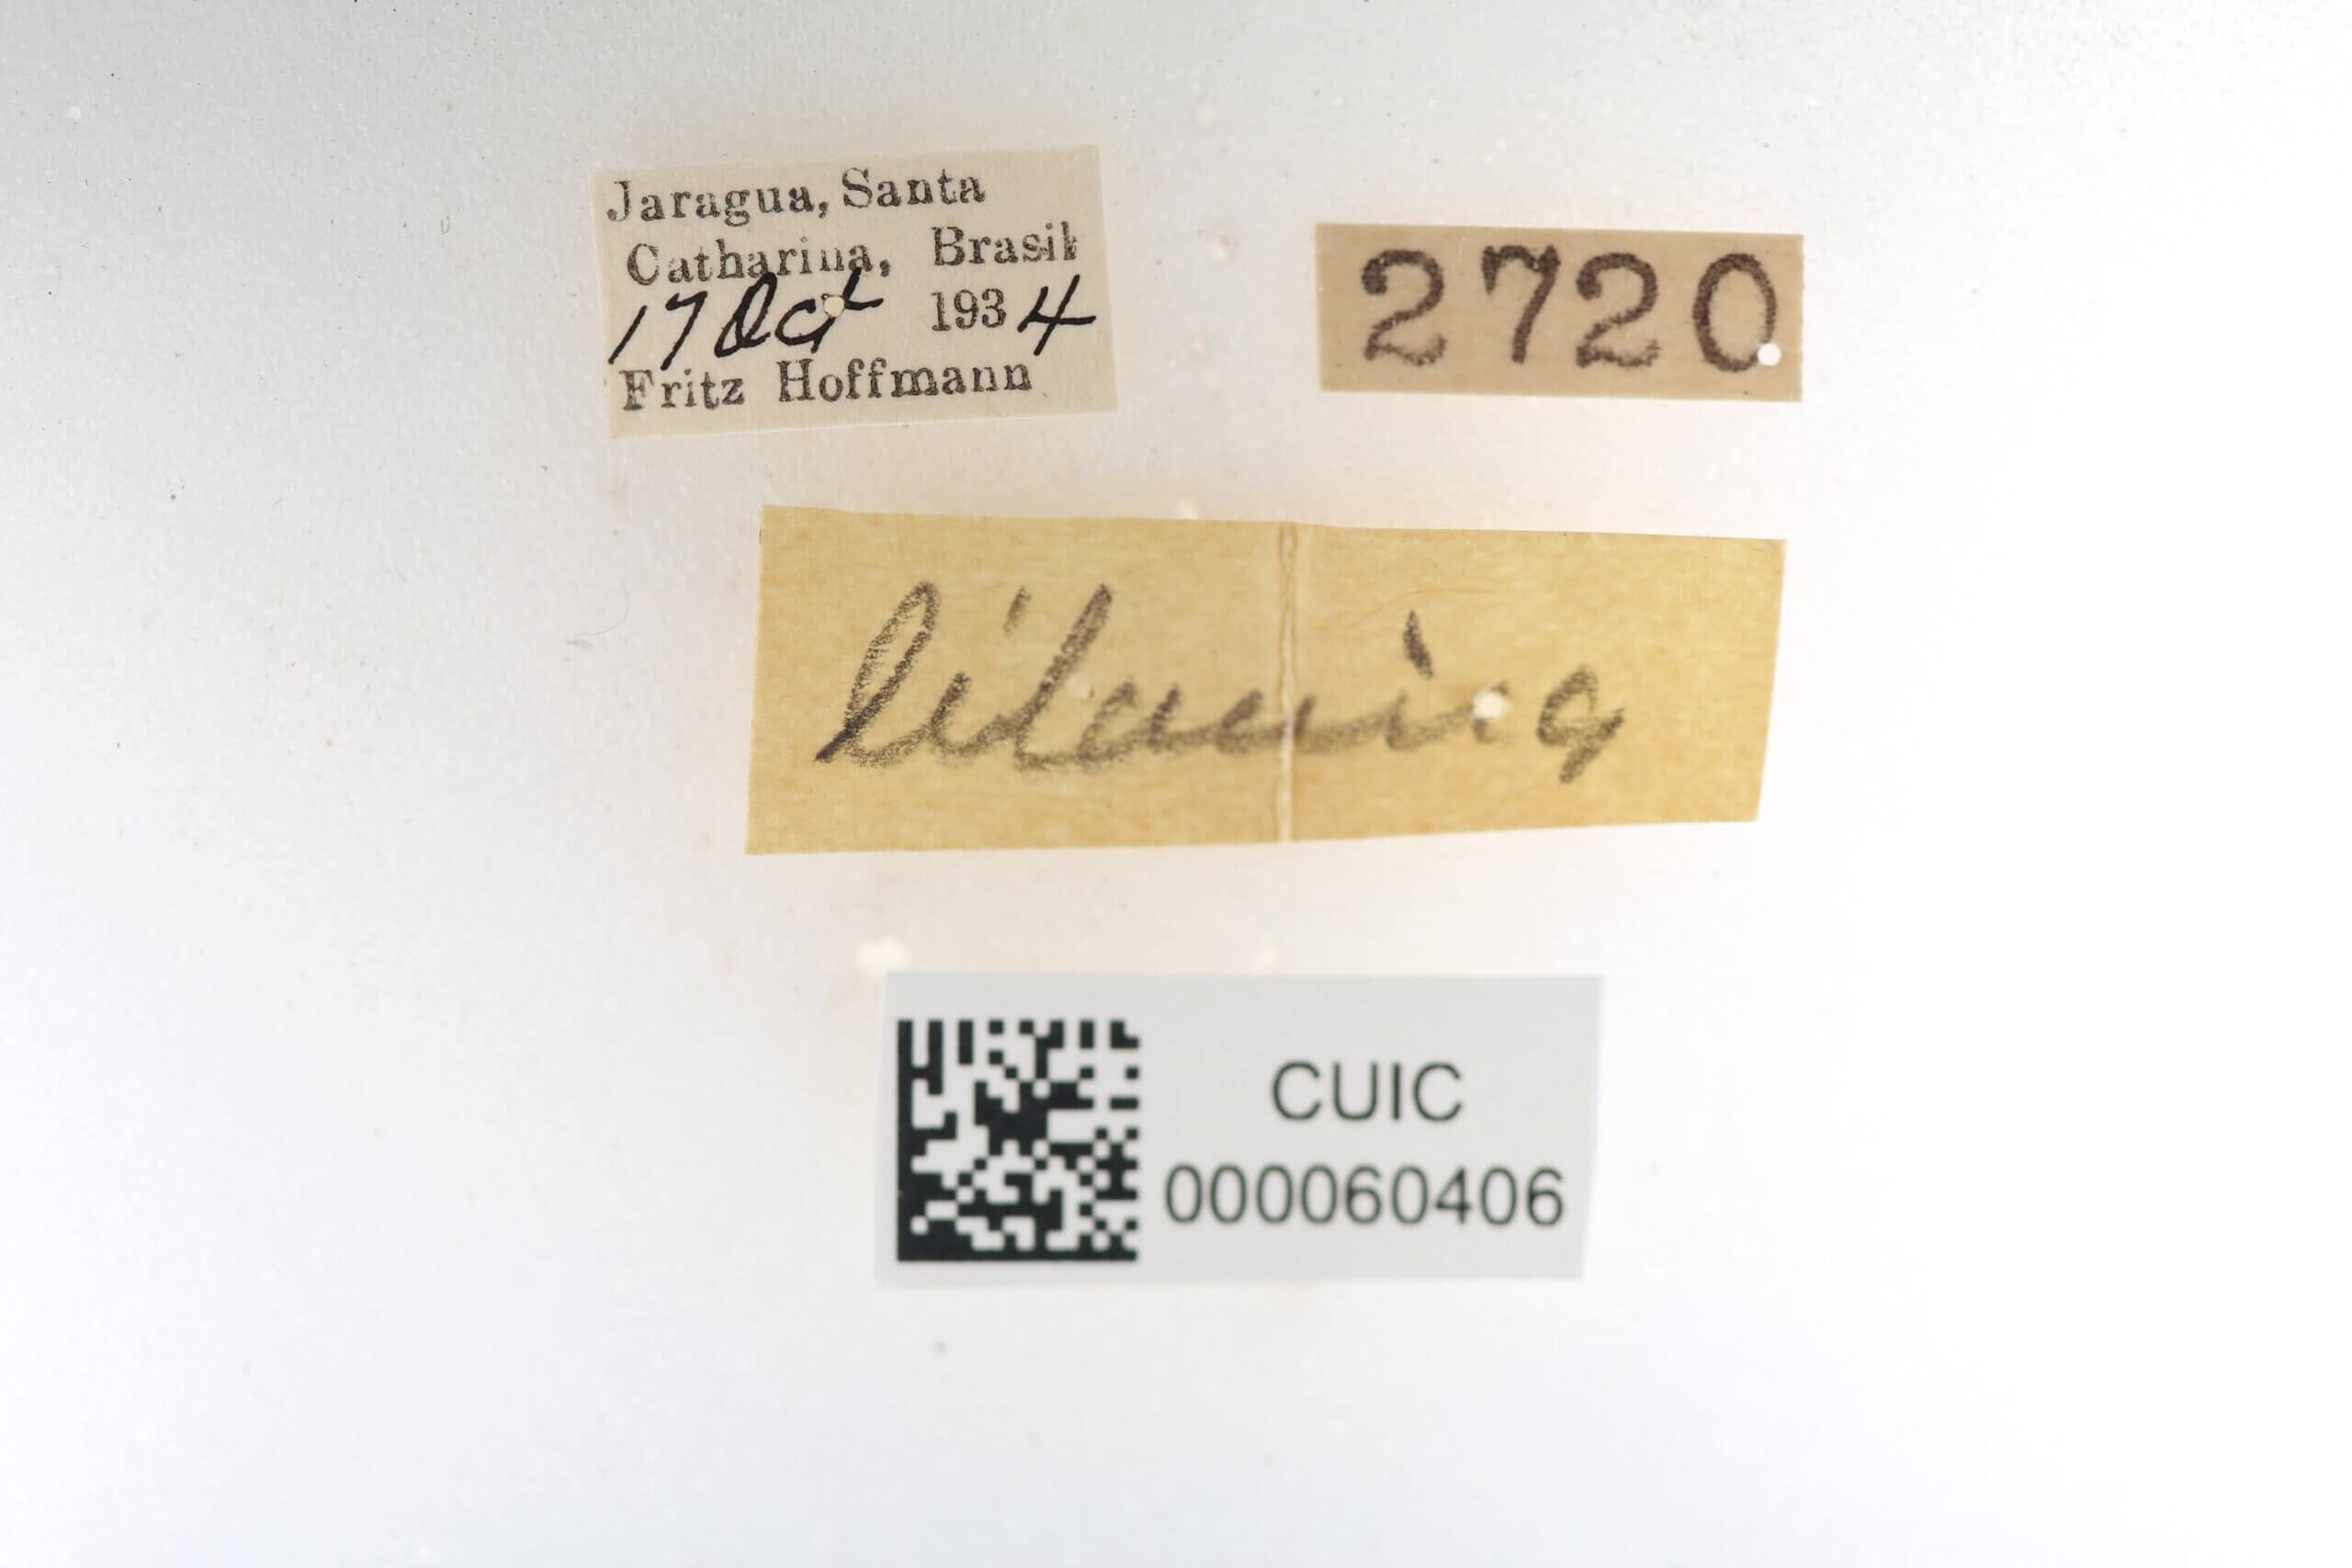 Jaragua, Santa
Catharina, Brasil
17 Oct 1934
Fritz Hoffmann
2720
CUIC
000060406